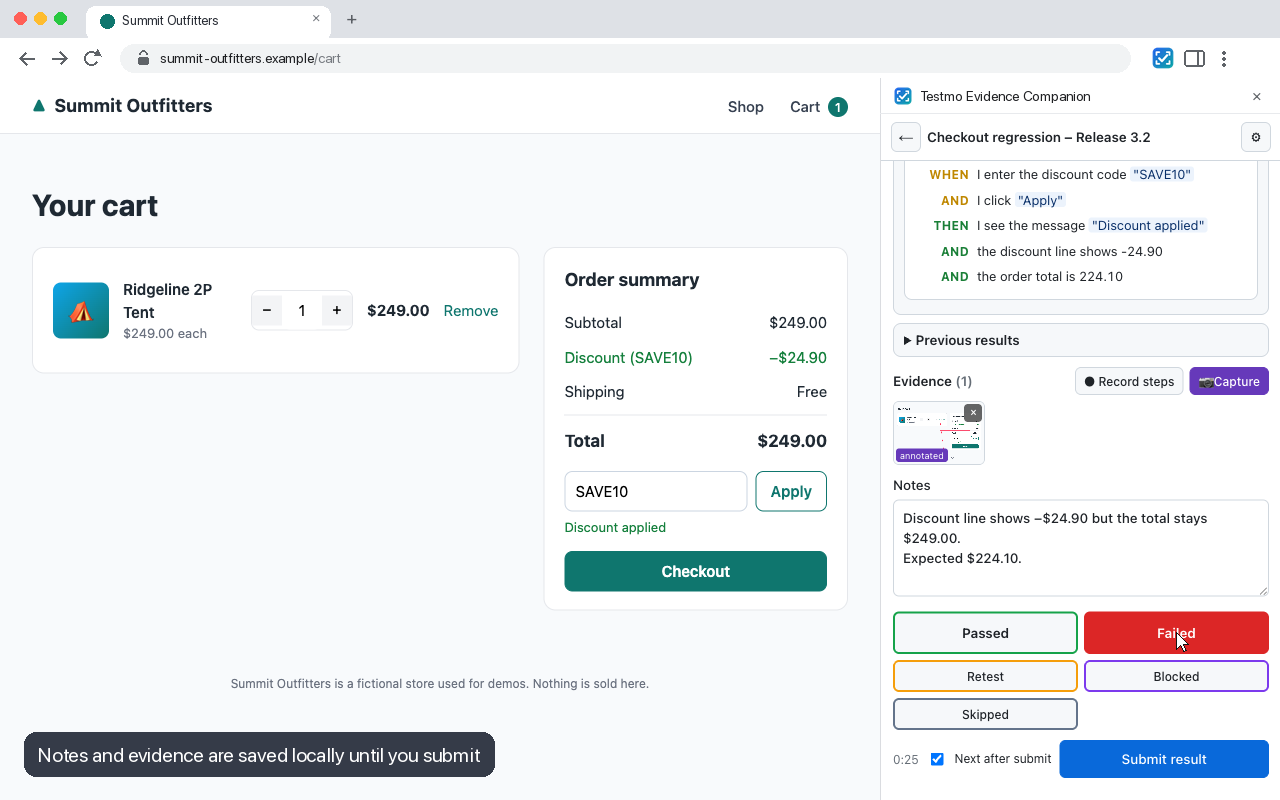 Summit Outfitters
summit-outfitters.example/cart
Summit Outfitters
Shop
Cart 1
Your cart
Ridgeline 2P
Tent
$249.00 each
− 1 +
$249.00
Remove
Order summary
Subtotal $249.00
Discount (SAVE10) −$24.90
Shipping Free
Total $249.00
SAVE10
Apply
Discount applied
Checkout
Summit Outfitters is a fictional store used for demos. Nothing is sold here.
Notes and evidence are saved locally until you submit
Testmo Evidence Companion
Checkout regression – Release 3.2
WHEN I enter the discount code "SAVE10"
AND I click "Apply"
THEN I see the message "Discount applied"
AND the discount line shows -24.90
AND the order total is 224.10
Previous results
Evidence (1)
Record steps
Capture
annotated
Notes
Discount line shows −$24.90 but the total stays
$249.00.
Expected $224.10.
Passed
Failed
Retest
Blocked
Skipped
0:25
Next after submit
Submit result